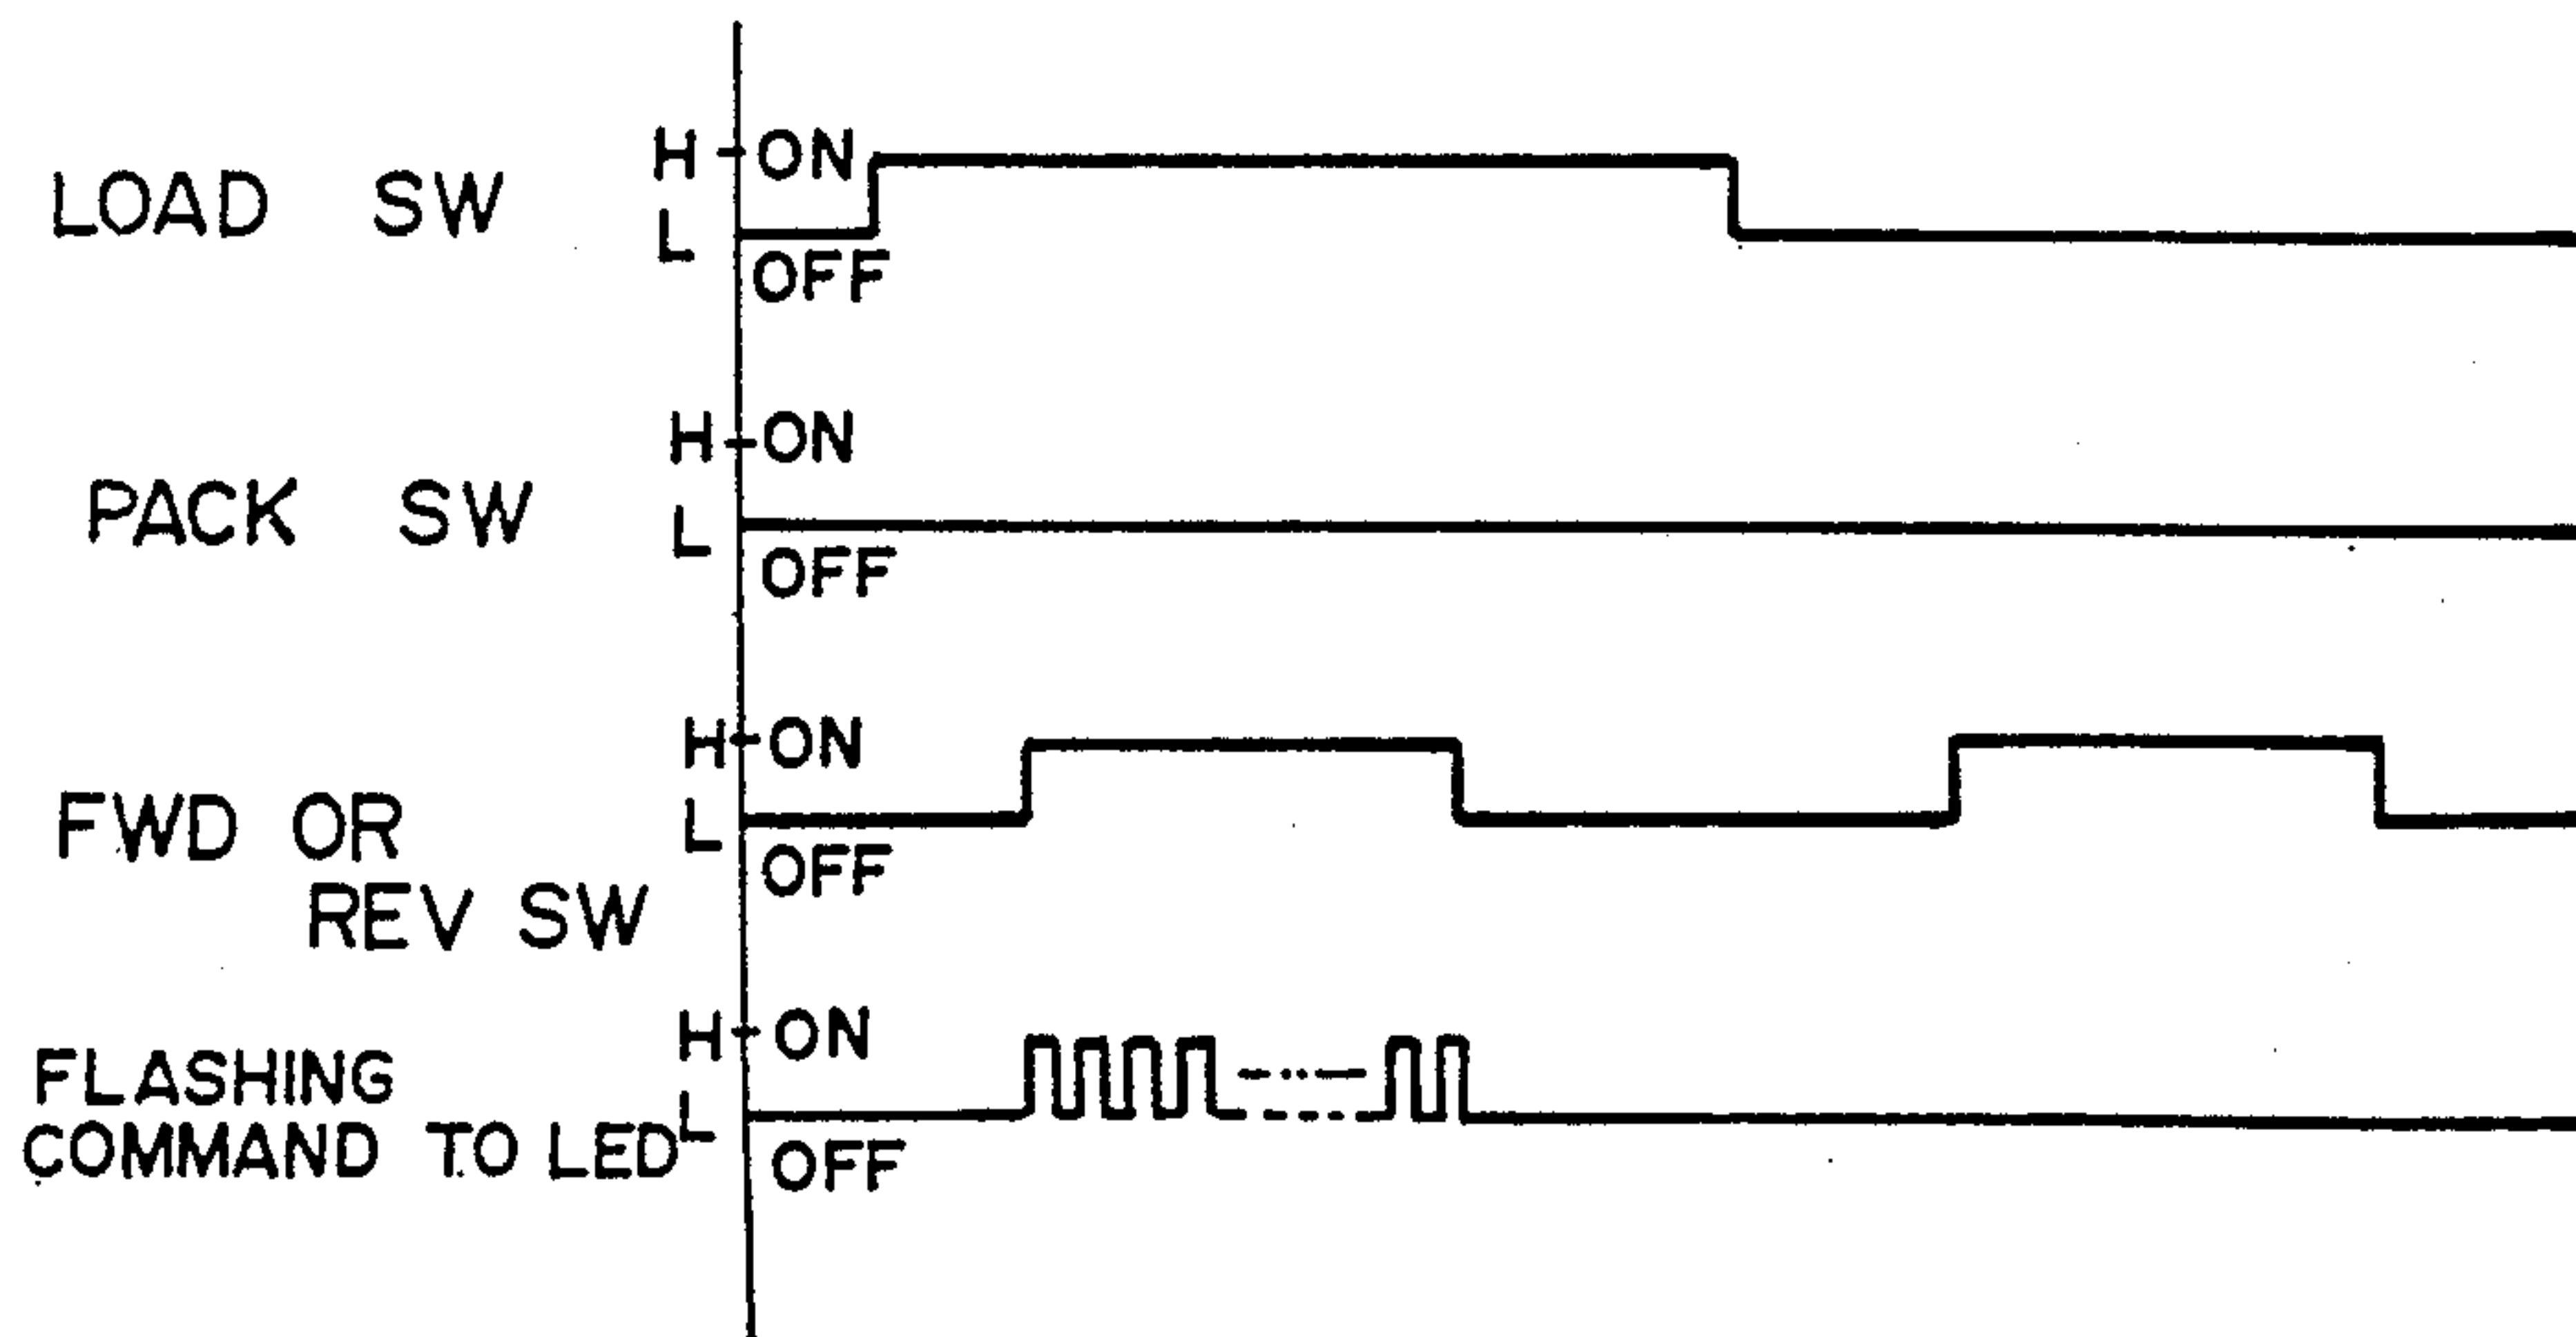 H ON
LOAD SW
L
OFF
H ON
PACK SW
L
OFF
H ON
FWD OR
L
OFF
REV SW
H ON
FLASHING
COMMAND TO LED
L
OFF